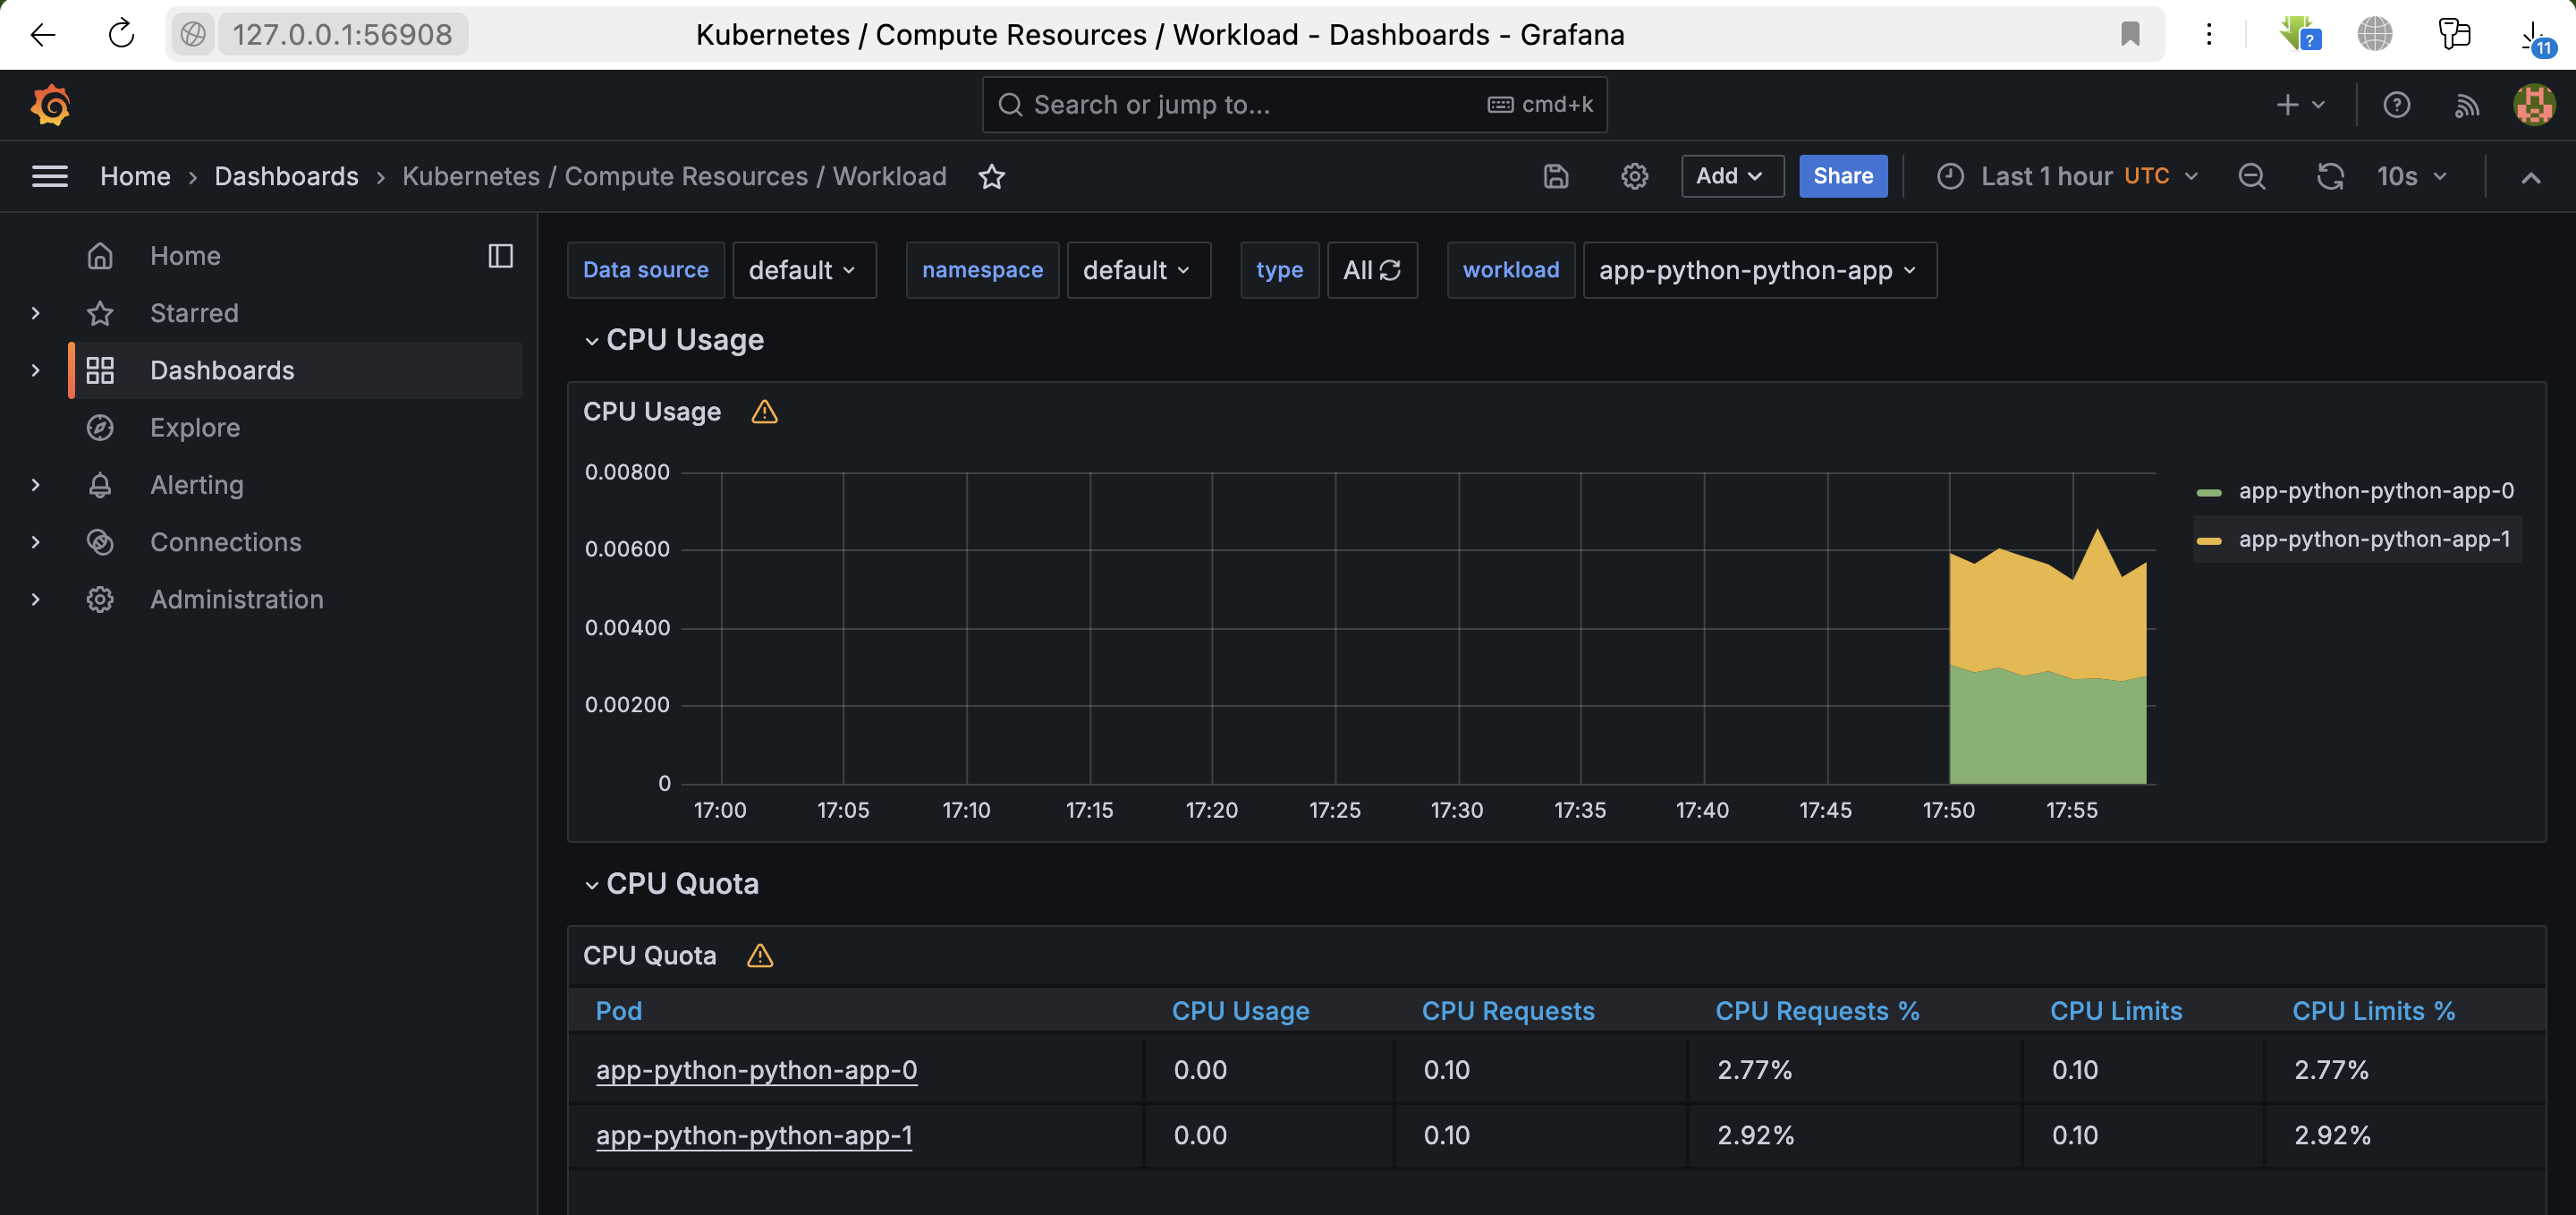 127.0.0.1:56908 Kubernetes / Compute Resources / Workload - Dashboards - Grafana ? 11
Search or jump to... cmd+k
Home › Dashboards › Kubernetes / Compute Resources / Workload Add Share Last 1 hour UTC 10s
Home
Starred
Dashboards
Explore
Alerting
Connections
Administration
Data source default namespace default type All workload app-python-python-app
CPU Usage
CPU Usage
0.00800
0.00600
0.00400
0.00200
0
17:00 17:05 17:10 17:15 17:20 17:25 17:30 17:35 17:40 17:45 17:50 17:55
app-python-python-app-0
app-python-python-app-1
CPU Quota
CPU Quota
Pod CPU Usage CPU Requests CPU Requests % CPU Limits CPU Limits %
app-python-python-app-0 0.00 0.10 2.77% 0.10 2.77%
app-python-python-app-1 0.00 0.10 2.92% 0.10 2.92%